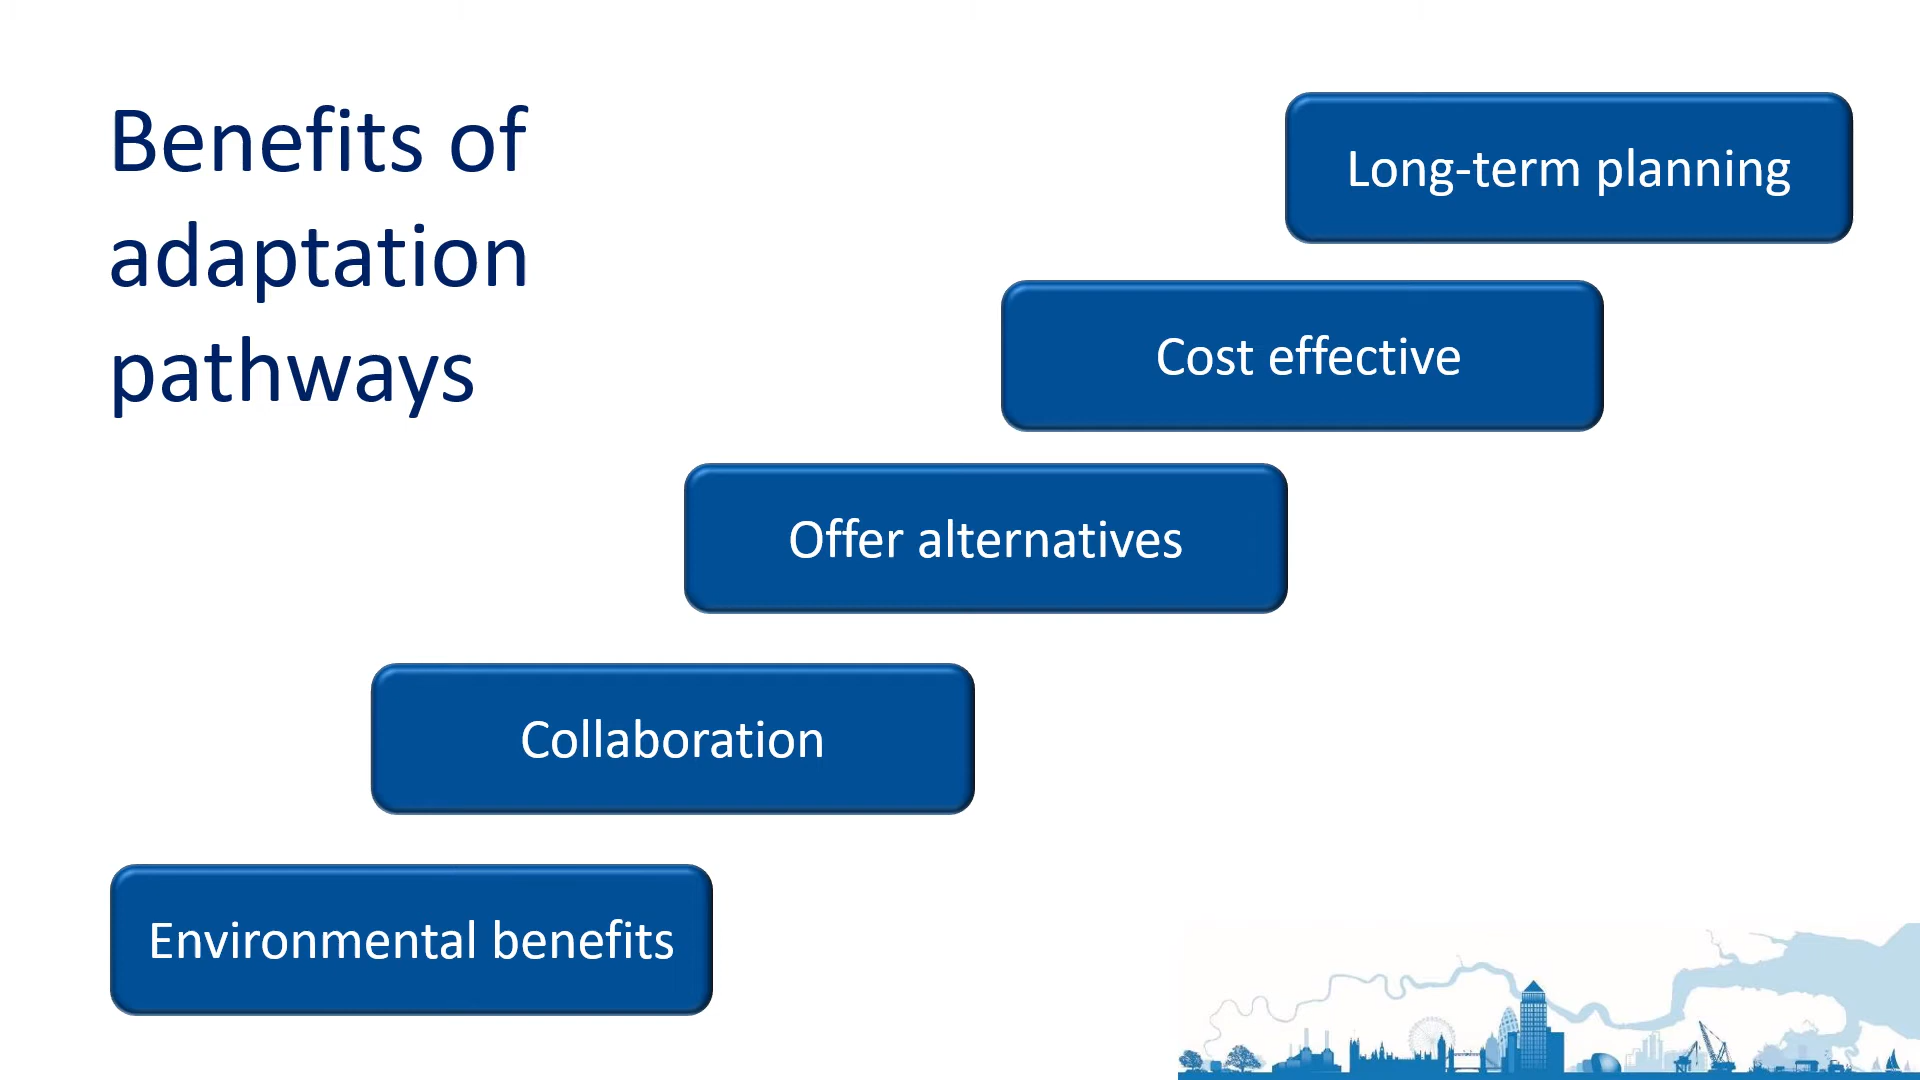 Benefits of
adaptation
pathways
Long-term planning
Cost effective
Offer alternatives
Collaboration
Environmental benefits